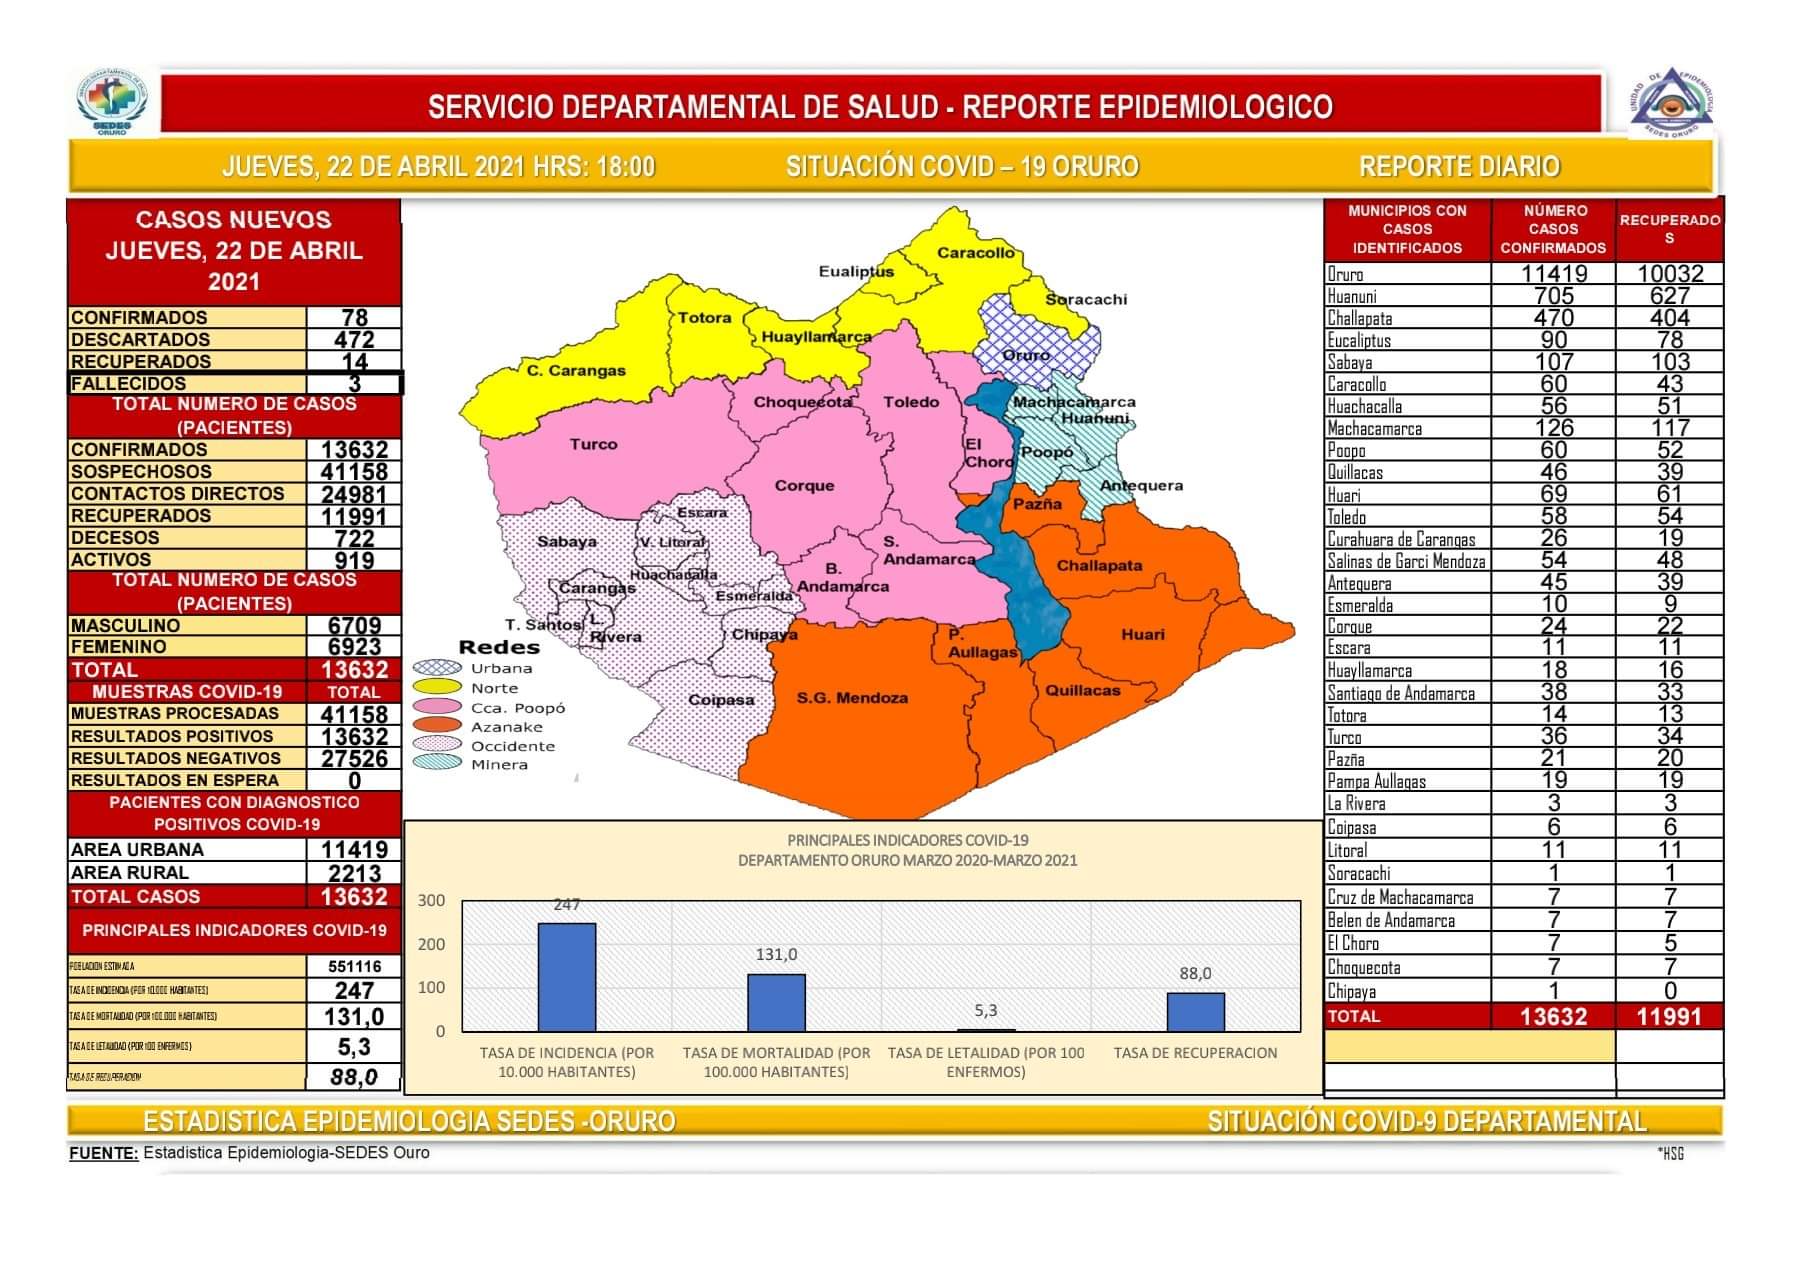 SERVICIO DEPARTAMENTAL DE SALUD - REPORTE EPIDEMIOLOGICO
SEDES
ORURO
UNIDAD DE EPIDEMIOLOGIA
SEDES ORURO
JUEVES, 22 DE ABRIL 2021 HRS: 18:00 SITUACIÓN COVID – 19 ORURO REPORTE DIARIO
CASOS NUEVOS
JUEVES, 22 DE ABRIL
2021
CONFIRMADOS 78
DESCARTADOS 472
RECUPERADOS 14
FALLECIDOS 3
TOTAL NUMERO DE CASOS
(PACIENTES)
CONFIRMADOS 13632
SOSPECHOSOS 41158
CONTACTOS DIRECTOS 24981
RECUPERADOS 11991
DECESOS 722
ACTIVOS 919
TOTAL NUMERO DE CASOS
(PACIENTES)
MASCULINO 6709
FEMENINO 6923
TOTAL 13632
MUESTRAS COVID-19 TOTAL
MUESTRAS PROCESADAS 41158
RESULTADOS POSITIVOS 13632
RESULTADOS NEGATIVOS 27526
RESULTADOS EN ESPERA 0
PACIENTES CON DIAGNOSTICO
POSITIVOS COVID-19
AREA URBANA 11419
AREA RURAL 2213
TOTAL CASOS 13632
PRINCIPALES INDICADORES COVID-19
POBLACION ESTIMADA 551116
TASA DE INCIDENCIA (POR 10.000 HABITANTES) 247
TASA DE MORTALIDAD (POR 100.000 HABITANTES) 131,0
TASA DE LETALIDAD (POR 100 ENFERMOS) 5,3
TASA DE RECUPERACION 88,0
Caracollo
Eualiptus
Soracachi
Totora
Huayllamarca
Oruro
C. Carangas
Choquecota
Toledo
Machacamarca
Huanuni
Turco
El
Choro
Poopó
Corque
Antequera
Pazña
Escara
Sabaya
V. Litoral
S.
Andamarca
Challapata
Huachacalla
B.
Andamarca
Carangas
Esmeralda
T. Santos
L.
Rivera
Chipaya
P.
Aullagas
Huari
Coipasa
S.G. Mendoza
Quillacas
Redes
Urbana
Norte
Cca. Poopó
Azanake
Occidente
Minera
PRINCIPALES INDICADORES COVID-19
DEPARTAMENTO ORURO MARZO 2020-MARZO 2021
300
200
100
0
247
131,0
5,3
88,0
TASA DE INCIDENCIA (POR
10.000 HABITANTES)
TASA DE MORTALIDAD (POR
100.000 HABITANTES)
TASA DE LETALIDAD (POR 100
ENFERMOS)
TASA DE RECUPERACION
MUNICIPIOS CON
CASOS
IDENTIFICADOS
NÚMERO
CASOS
CONFIRMADOS
RECUPERADO
S
Oruro 11419 10032
Huanuni 705 627
Challapata 470 404
Eucaliptus 90 78
Sabaya 107 103
Caracollo 60 43
Huachacalla 56 51
Machacamarca 126 117
Poopo 60 52
Quillacas 46 39
Huari 69 61
Toledo 58 54
Curahuara de Carangas 26 19
Salinas de Garci Mendoza 54 48
Antequera 45 39
Esmeralda 10 9
Corque 24 22
Escara 11 11
Huayllamarca 18 16
Santiago de Andamarca 38 33
Totora 14 13
Turco 36 34
Pazña 21 20
Pampa Aullagas 19 19
La Rivera 3 3
Coipasa 6 6
Litoral 11 11
Soracachi 1 1
Cruz de Machacamarca 7 7
Belen de Andamarca 7 7
El Choro 7 5
Choquecota 7 7
Chipaya 1 0
TOTAL 13632 11991
ESTADISTICA EPIDEMIOLOGIA SEDES -ORURO SITUACIÓN COVID-9 DEPARTAMENTAL
FUENTE: Estadistica Epidemiologia-SEDES Ouro *HSG